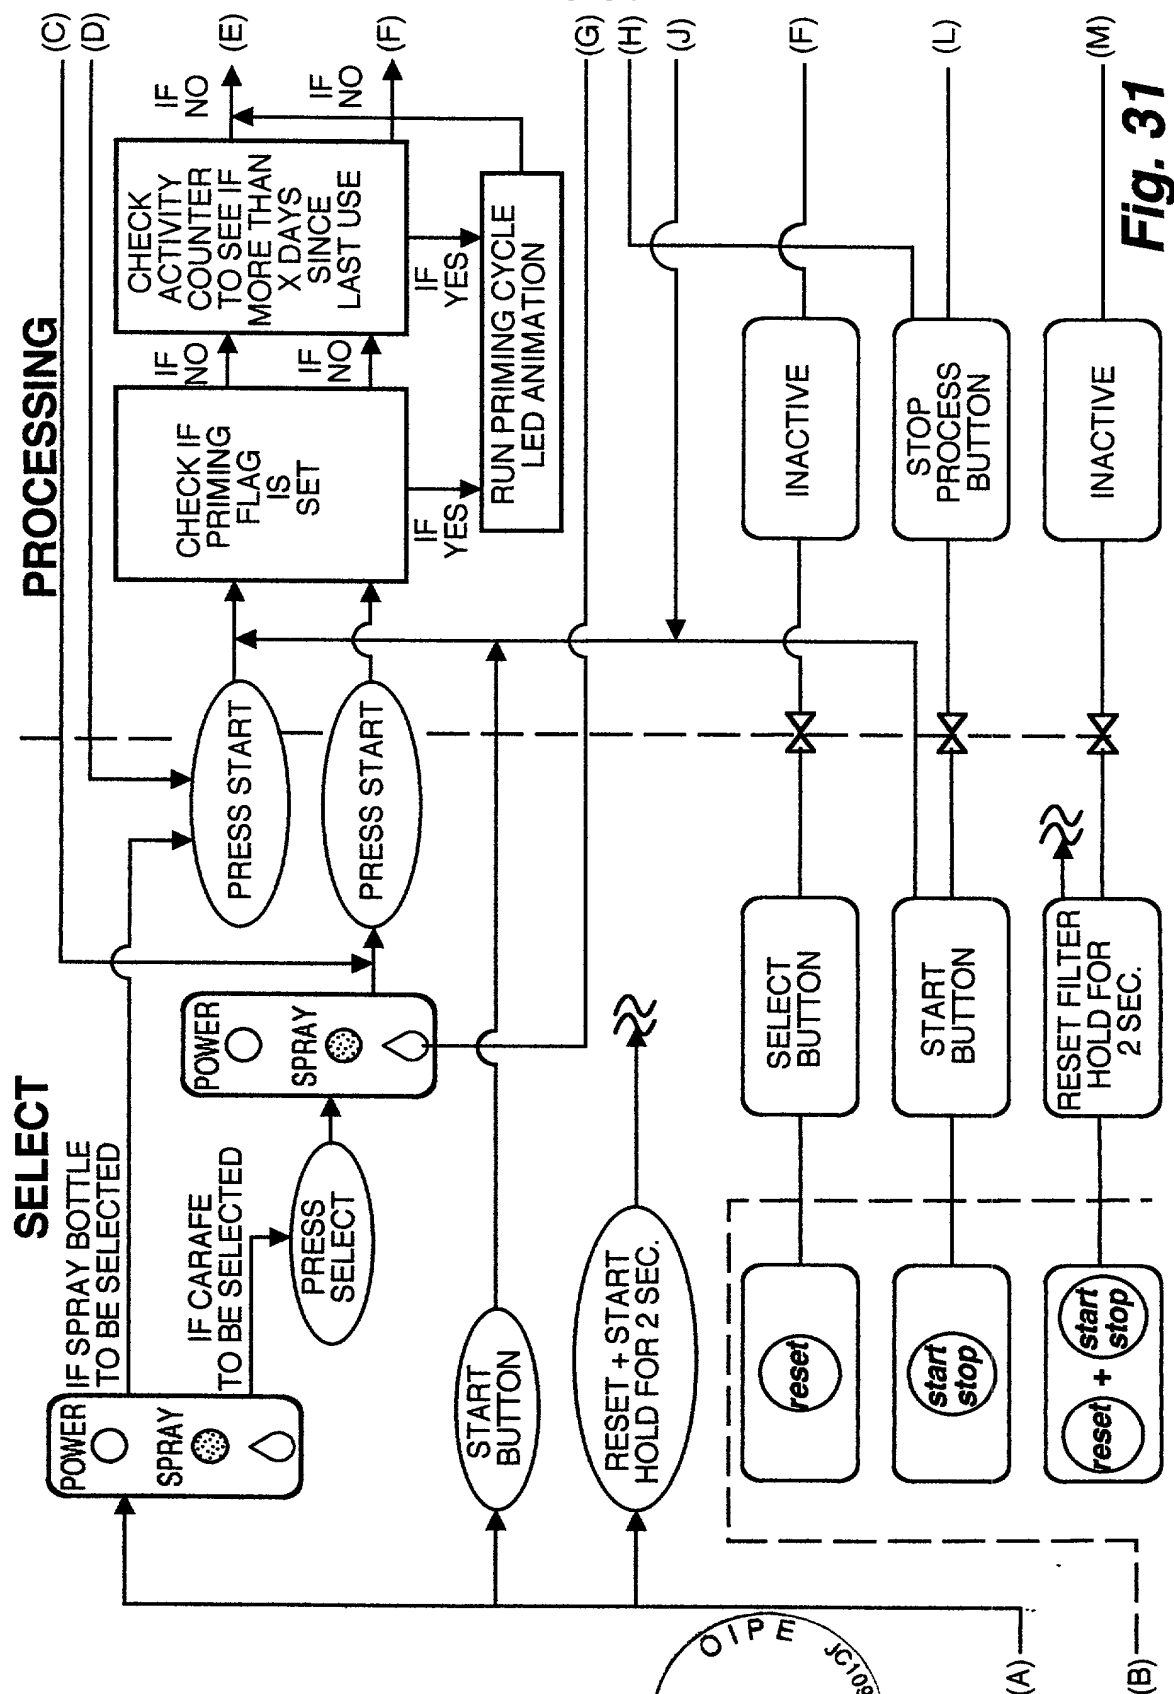 SELECT
PROCESSING
(C)
(D)
(E)
(F)
(G)
(H)
(J)
(F)
(L)
(M)
POWER
SPRAY
IF SPRAY BOTTLE
TO BE SELECTED
IF CARAFE
TO BE SELECTED
PRESS
SELECT
POWER
SPRAY
PRESS START
PRESS START
CHECK IF
PRIMING
FLAG
IS
SET
IF
NO
IF
NO
IF
YES
CHECK
ACTIVITY
COUNTER
TO SEE IF
MORE THAN
X DAYS
SINCE
LAST USE
IF
NO
IF
NO
IF
YES
RUN PRIMING CYCLE
LED ANIMATION
START
BUTTON
RESET + START
HOLD FOR 2 SEC.
reset
SELECT
BUTTON
INACTIVE
start
stop
START
BUTTON
STOP
PROCESS
BUTTON
reset + start
stop
RESET FILTER
HOLD FOR
2 SEC.
INACTIVE
(A)
(B)
OIPE
JC109
Fig. 31